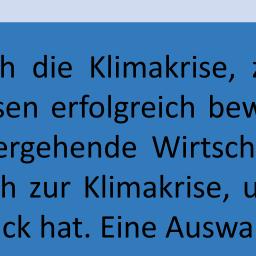 h die Klimakrise, z
sen erfolgreich bew
ergehende Wirtsch
h zur Klimakrise, u
ck hat. Eine Auswa